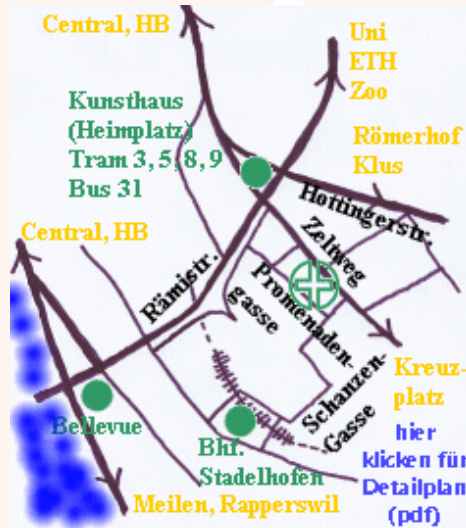 Central, HB
Uni
ETH
Zoo
Kunsthaus
(Heimplatz)
Tram 3, 5, 8, 9
Bus 31
Römerhof
Klus
Hottingerstr.
Central, HB
Zeltweg
Rämistr.
Promenaden-
gasse
Schanzen-
Gasse
Kreuz-
platz
Bellevue
Bhf.
Stadelhofen
Meilen, Rapperswil
hier
klicken für
Detailplan
(pdf)